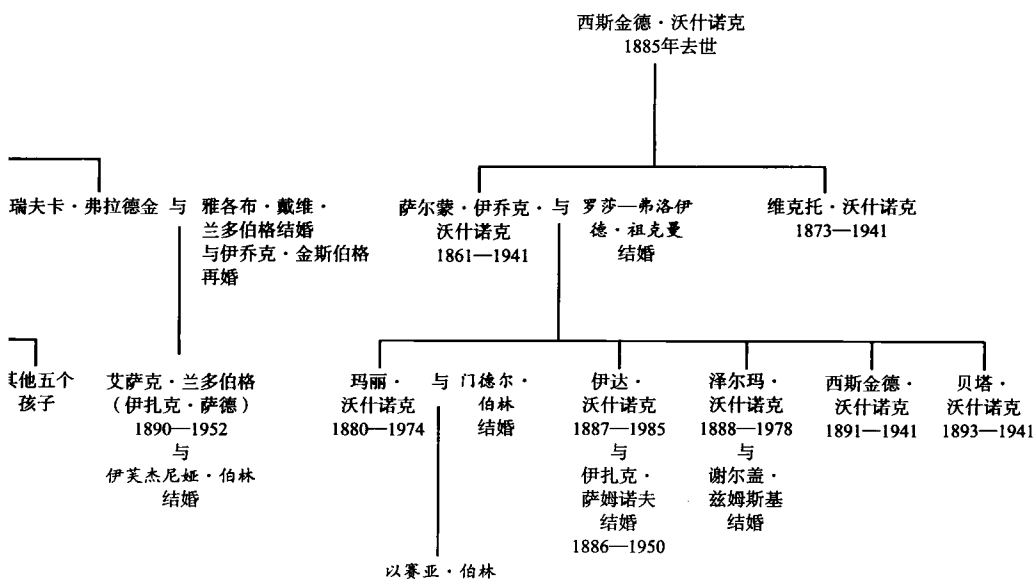 西斯金德·沃什诺克
1885年去世
瑞夫卡·弗拉德金 与 雅各布·戴维·
兰多伯格结婚
与伊乔克·金斯伯格
再婚
萨尔蒙·伊乔克·
沃什诺克
1861—1941
与
罗莎—弗洛伊
德·祖克曼
结婚
维克托·沃什诺克
1873—1941
其他五个
孩子
艾萨克·兰多伯格
（伊扎克·萨德）
1890—1952
与
伊芙杰尼娅·伯林
结婚
玛丽·
沃什诺克
1880—1974
与
门德尔·
伯林
结婚
伊达·
沃什诺克
1887—1985
与
伊扎克·
萨姆诺夫
结婚
1886—1950
泽尔玛·
沃什诺克
1888—1978
与
谢尔盖·
兹姆斯基
结婚
西斯金德·
沃什诺克
1891—1941
贝塔·
沃什诺克
1893—1941
以赛亚·伯林